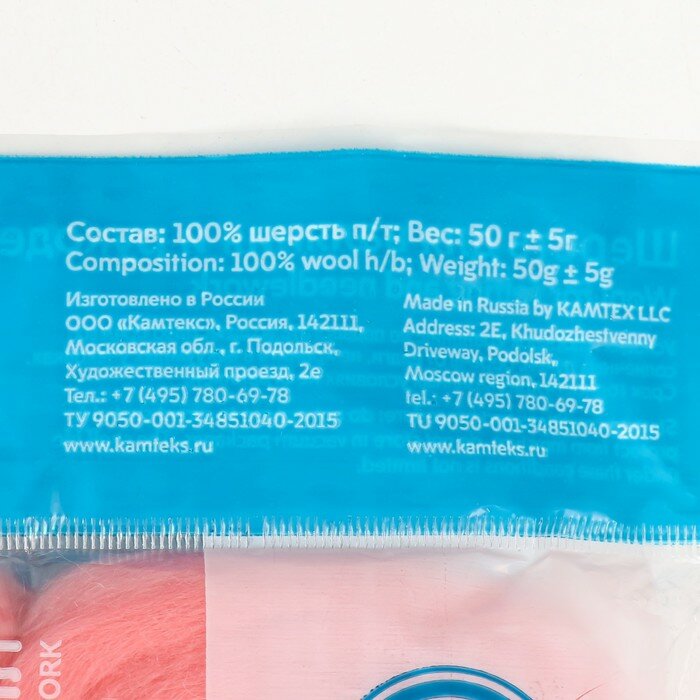 Состав: 100% шерсть п/т; Вес: 50 г ± 5г
Composition: 100% wool h/b; Weight: 50g ± 5g
Изготовлено в России
ООО «Камтекс», Россия, 142111,
Московская обл., г. Подольск,
Художественный проезд, 2е
Тел.: +7 (495) 780-69-78
ТУ 9050-001-34851040-2015
www.kamteks.ru
Made in Russia by KAMTEX LLC
Address: 2E, Khudozhestvenny
Driveway, Podolsk,
Moscow region, 142111
tel.: +7 (495) 780-69-78
TU 9050-001-34851040-2015
www.kamteks.ru
ORK